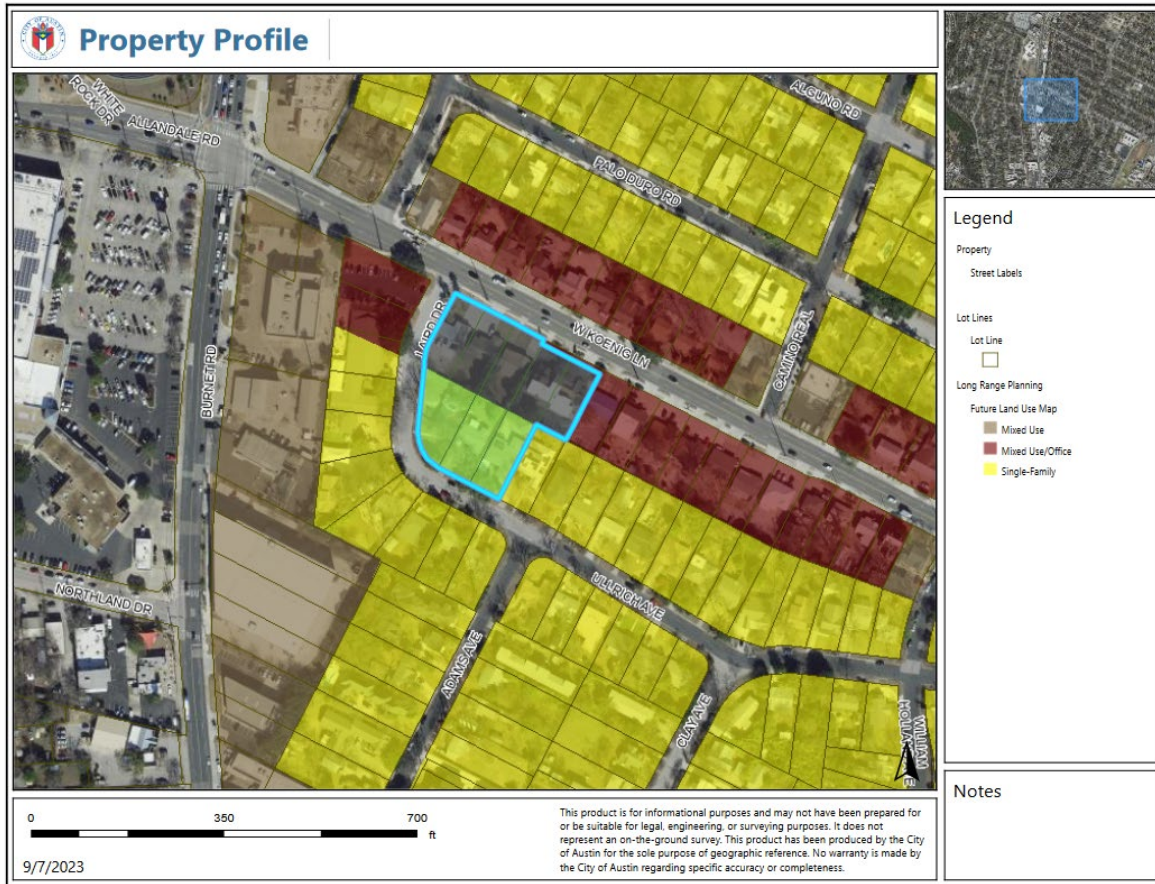 CITY OF AUSTIN
Property Profile
WHITE
ROCK DR
ALLANDALE RD
ALGUNO RD
PALO DURO RD
LAIRD DR
W KOENIG LN
CAMINO REAL
BURNET RD
NORTHLAND DR
ULLRICH AVE
ADAMS AVE
CLAY AVE
WILLIAM
Legend
Property
Street Labels
Lot Lines
Lot Line
Long Range Planning
Future Land Use Map
Mixed Use
Mixed Use/Office
Single-Family
Notes
0 350 700
ft
9/7/2023
This product is for informational purposes and may not have been prepared for
or be suitable for legal, engineering, or surveying purposes. It does not
represent an on-the-ground survey. This product has been produced by the City
of Austin for the sole purpose of geographic reference. No warranty is made by
the City of Austin regarding specific accuracy or completeness.